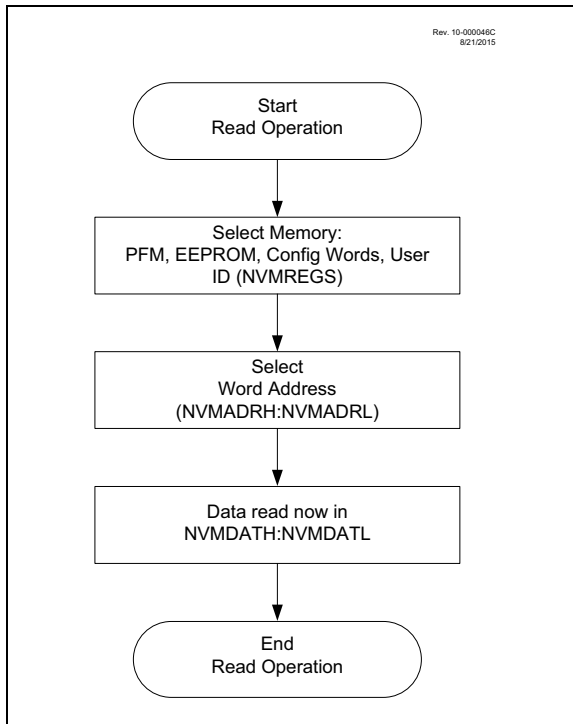 Rev. 10-000046C
8/21/2015
Start
Read Operation
Select Memory:
PFM, EEPROM, Config Words, User
ID (NVMREGS)
Select
Word Address
(NVMADRH:NVMADRL)
Data read now in
NVMDATH:NVMDATL
End
Read Operation